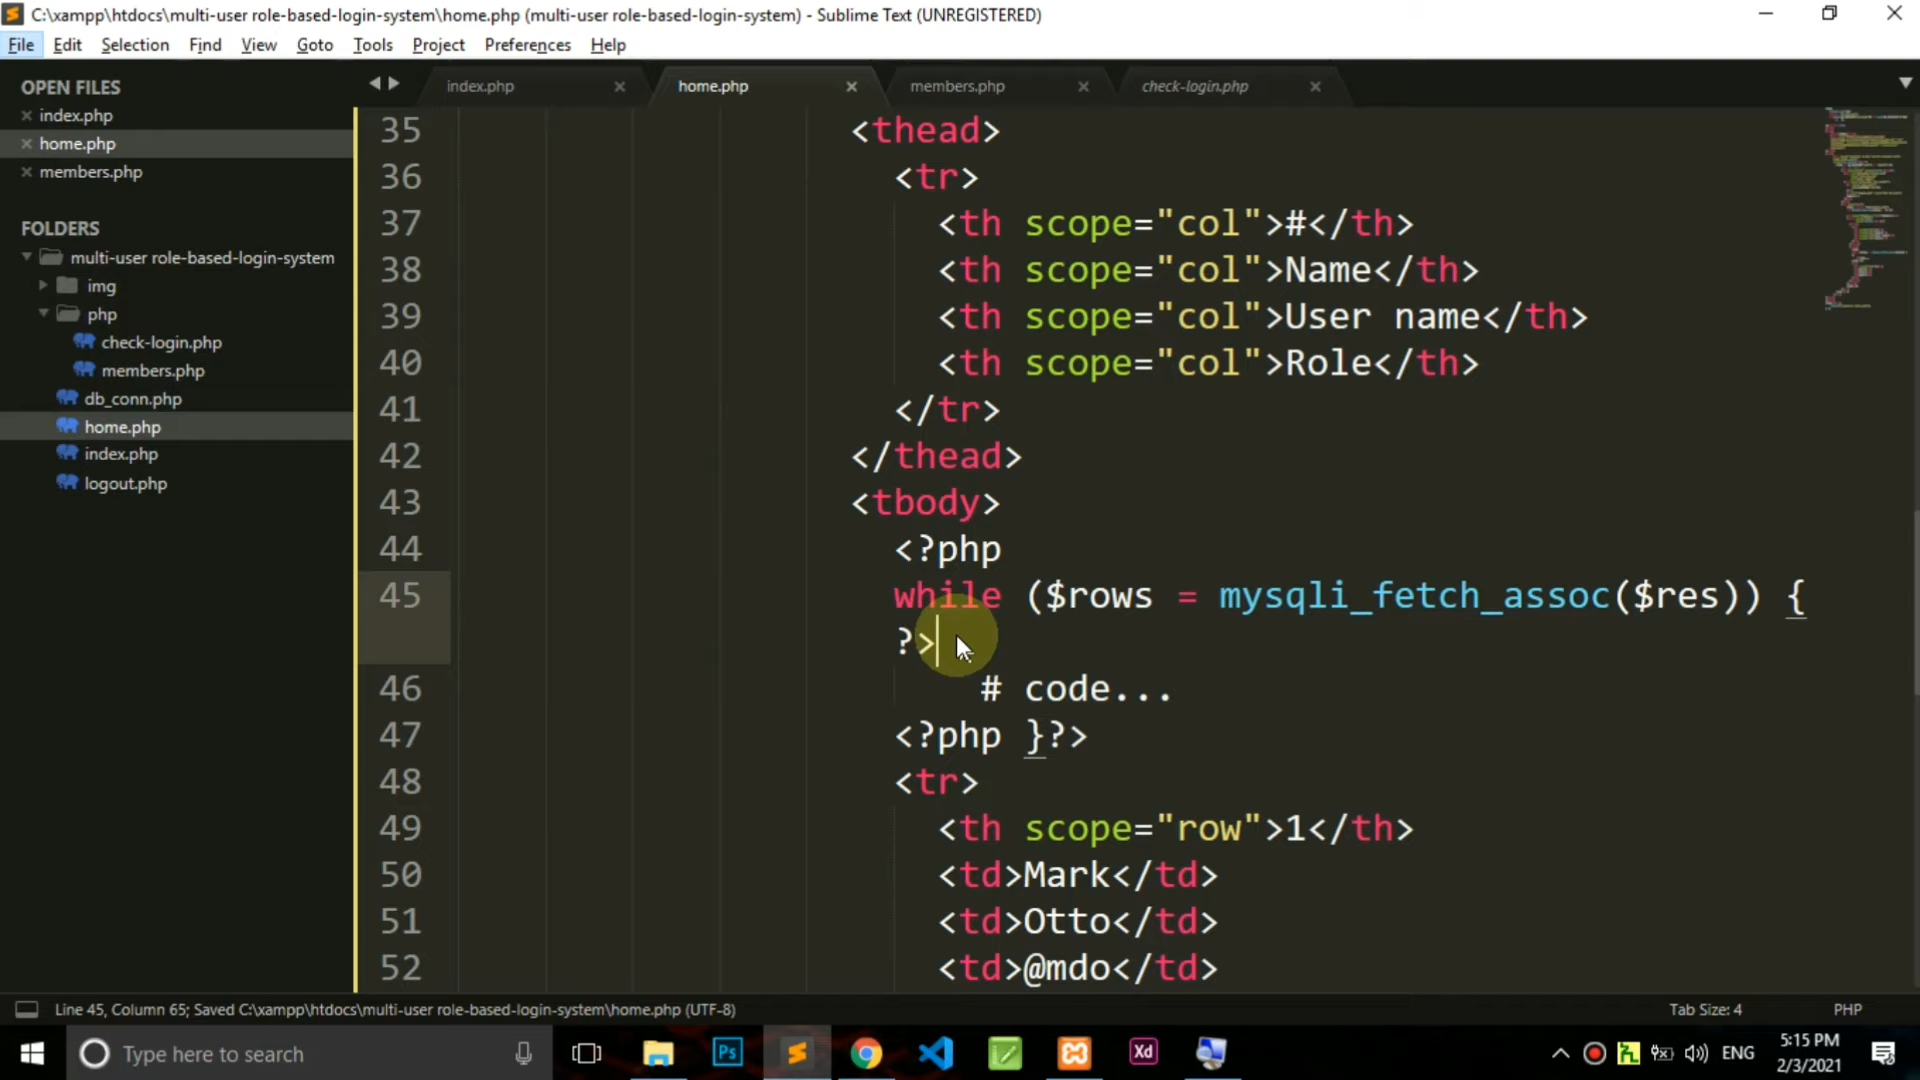 C:\xampp\htdocs\multi-user role-based-login-system\home.php (multi-user role-based-login-system) - Sublime Text (UNREGISTERED)
File Edit Selection Find View Goto Tools Project Preferences Help
OPEN FILES
index.php
home.php
members.php
FOLDERS
multi-user role-based-login-system
img
php
check-login.php
members.php
db_conn.php
home.php
index.php
logout.php
index.php home.php members.php check-login.php
35 <thead>
36 <tr>
37 <th scope="col">#</th>
38 <th scope="col">Name</th>
39 <th scope="col">User name</th>
40 <th scope="col">Role</th>
41 </tr>
42 </thead>
43 <tbody>
44 <?php
45 while ($rows = mysqli_fetch_assoc($res)) {
?>
46 # code...
47 <?php }?>
48 <tr>
49 <th scope="row">1</th>
50 <td>Mark</td>
51 <td>Otto</td>
52 <td>@mdo</td>
Line 45, Column 65; Saved C:\xampp\htdocs\multi-user role-based-login-system\home.php (UTF-8) Tab Size: 4 PHP
Type here to search
Ps
Xd
ENG
5:15 PM
2/3/2021